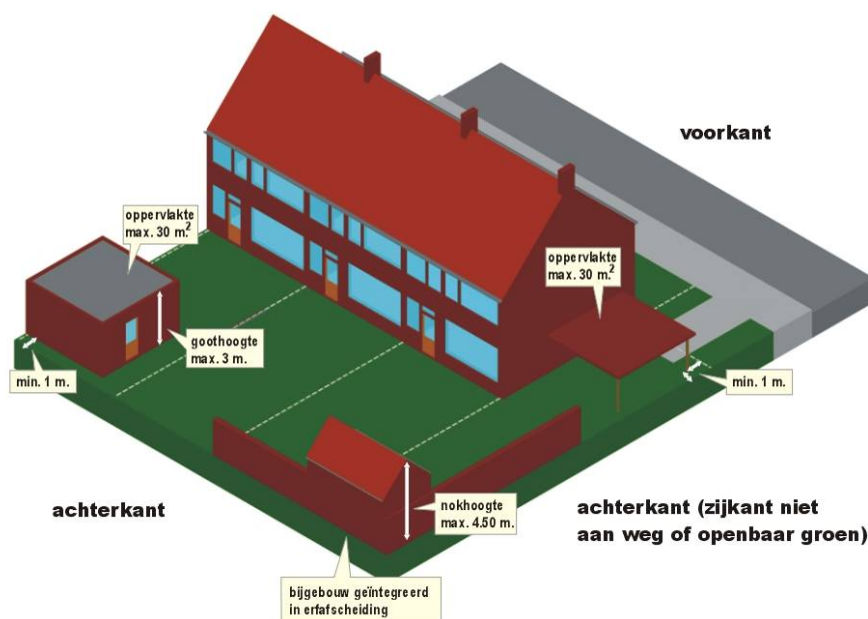 voorkant
oppervlakte
max. 30 m.²
oppervlakte
max. 30 m.²
goothoogte
max. 3 m.
min. 1 m.
min. 1 m.
achterkant
nokhoogte
max. 4.50 m.
achterkant (zijkant niet
aan weg of openbaar groen)
bijgebouw geïntegreerd
in erfafscheiding